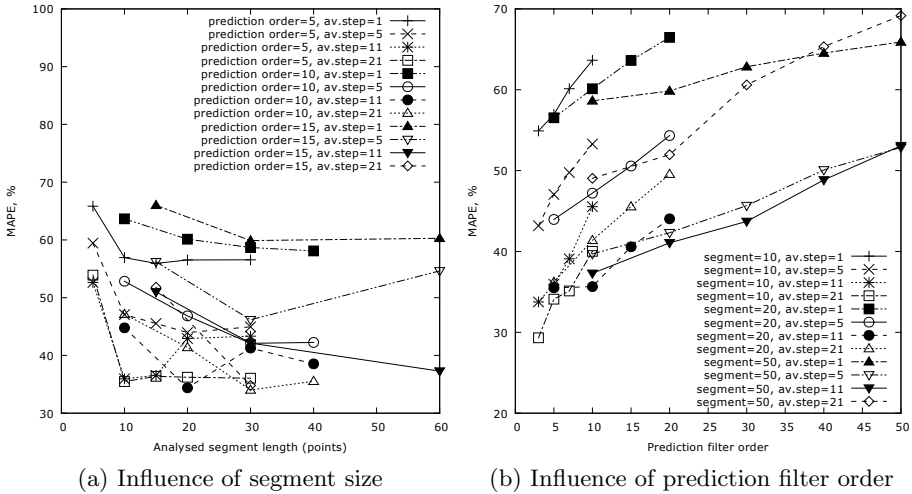 100
90
80
70
60
50
40
30
0 10 20 30 40 50 60
MAPE, %
Analysed segment length (points)
prediction order=5, av.step=1
prediction order=5, av.step=5
prediction order=5, av.step=11
prediction order=5, av.step=21
prediction order=10, av.step=1
prediction order=10, av.step=5
prediction order=10, av.step=11
prediction order=10, av.step=21
prediction order=15, av.step=1
prediction order=15, av.step=5
prediction order=15, av.step=11
prediction order=15, av.step=21
(a) Influence of segment size
70
60
50
40
30
20
0 5 10 15 20 25 30 35 40 45 50
MAPE, %
Prediction filter order
segment=10, av.step=1
segment=10, av.step=5
segment=10, av.step=11
segment=10, av.step=21
segment=20, av.step=1
segment=20, av.step=5
segment=20, av.step=11
segment=20, av.step=21
segment=50, av.step=1
segment=50, av.step=5
segment=50, av.step=11
segment=50, av.step=21
(b) Influence of prediction filter order